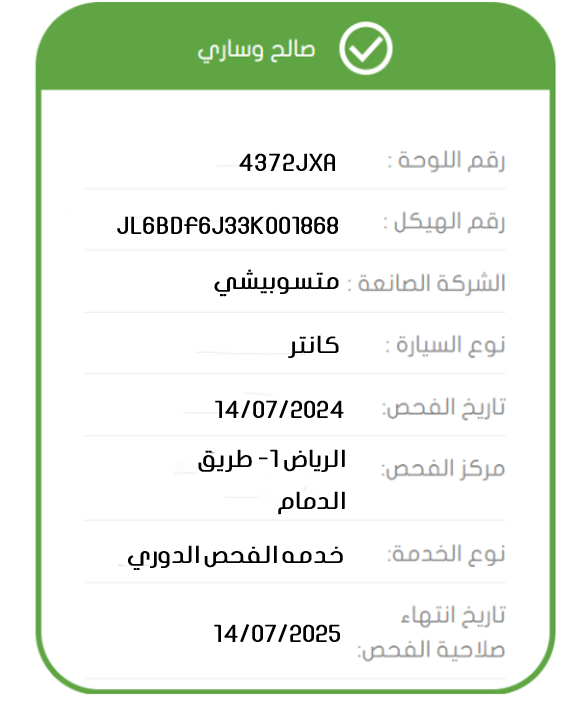 صالح وساري
رقم اللوحة : 4372JXA
رقم الهيكل : JL6BDF6J33K001868
الشركة الصانعة : متسوبيشي
نوع السيارة : كانتر
تاريخ الفحص: 14/07/2024
مركز الفحص: الرياض 1- طريق
الدمام
نوع الخدمة: خدمه الفحص الدوري
تاريخ انتهاء
صلاحية الفحص: 14/07/2025